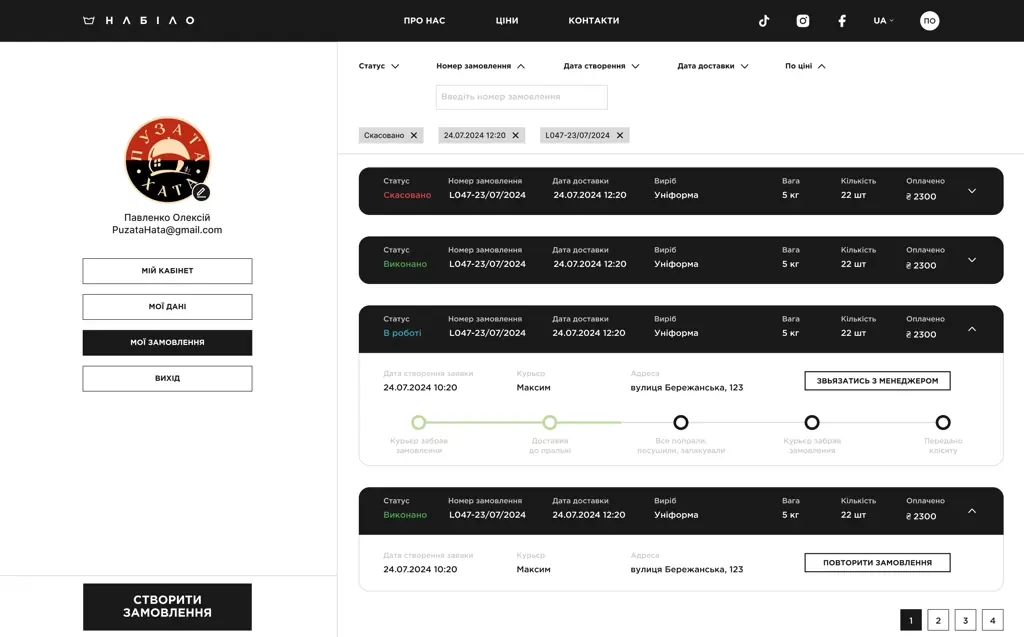 НАБІЛО
ПРО НАС
ЦІНИ
КОНТАКТИ
UA
ПО
ПУЗАТА
ХАТА
Павленко Олексій
PuzataHata@gmail.com
МІЙ КАБІНЕТ
МОЇ ДАНІ
МОЇ ЗАМОВЛЕННЯ
ВИХІД
СТВОРИТИ
ЗАМОВЛЕННЯ
Статус
Номер замовлення
Дата створення
Дата доставки
По ціні
Введіть номер замовлення
Скасовано
24.07.2024 12:20
L047-23/07/2024
Статус Номер замовлення Дата доставки Виріб Вага Кількість Оплачено
Скасовано L047-23/07/2024 24.07.2024 12:20 Уніформа 5 кг 22 шт ₴ 2300
Статус Номер замовлення Дата доставки Виріб Вага Кількість Оплачено
Виконано L047-23/07/2024 24.07.2024 12:20 Уніформа 5 кг 22 шт ₴ 2300
Статус Номер замовлення Дата доставки Виріб Вага Кількість Оплачено
В роботі L047-23/07/2024 24.07.2024 12:20 Уніформа 5 кг 22 шт ₴ 2300
Дата створення заявки Курьєр Адреса
24.07.2024 10:20 Максим вулиця Бережанська, 123
ЗВЬЯЗАТИСЬ З МЕНЕДЖЕРОМ
Курьєр забрав
замовлення
Доставив
до пральні
Все попрали,
посушили, запакували
Курьєр забрав
замовлення
Передано
клієнту
Статус Номер замовлення Дата доставки Виріб Вага Кількість Оплачено
Виконано L047-23/07/2024 24.07.2024 12:20 Уніформа 5 кг 22 шт ₴ 2300
Дата створення заявки Курьєр Адреса
24.07.2024 10:20 Максим вулиця Бережанська, 123
ПОВТОРИТИ ЗАМОВЛЕННЯ
1 2 3 4